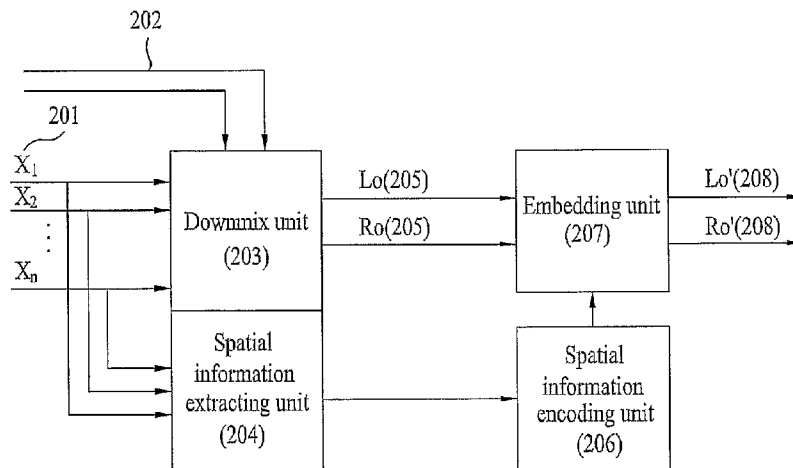 202
201
X₁
X₂
Xₙ
Lo(205)
Ro(205)
Lo'(208)
Ro'(208)
Downmix unit
(203)
Embedding unit
(207)
Spatial
information
extracting unit
(204)
Spatial
information
encoding unit
(206)